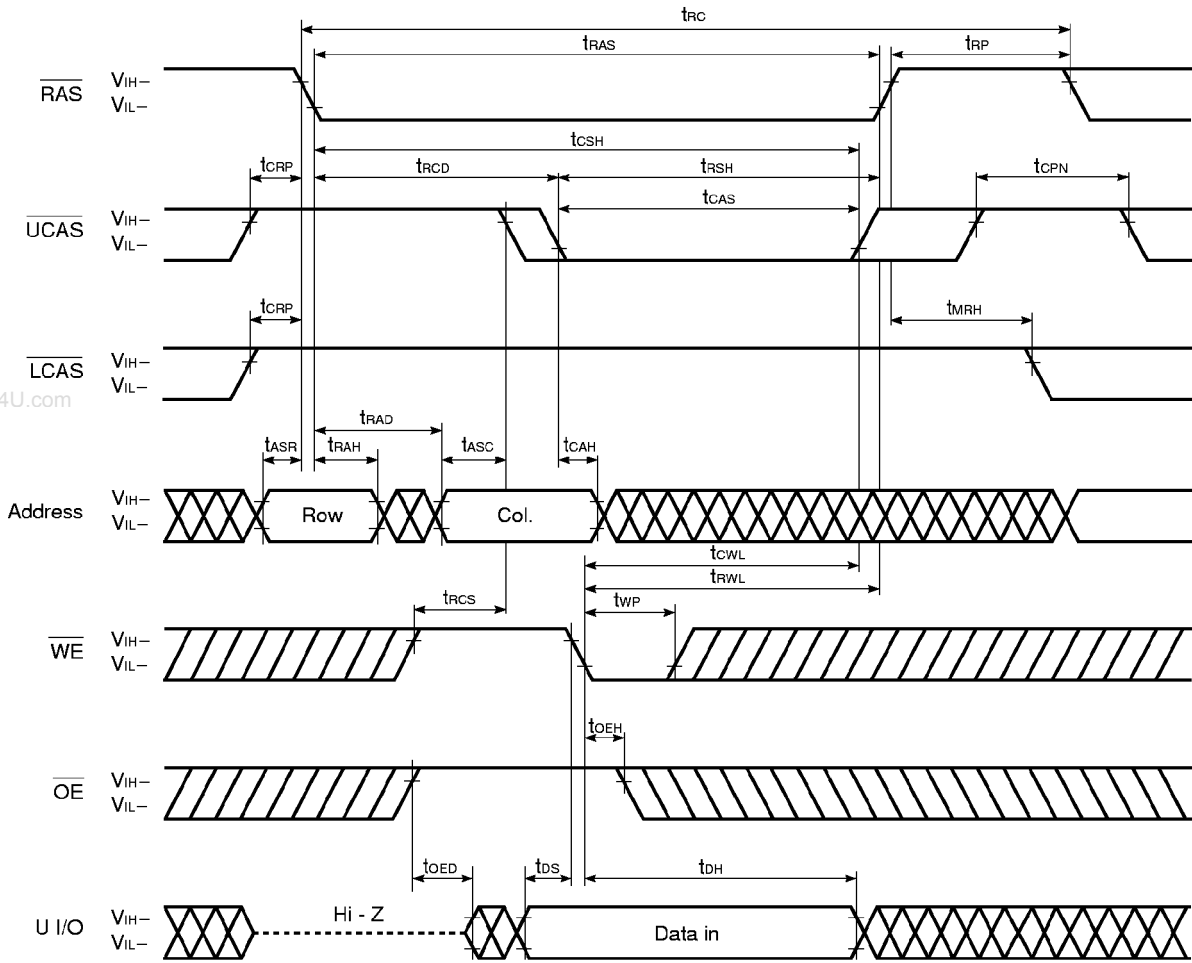 tRC
tRAS tRP
RAS VIH–
VIL–
tCSH
tCRP tRCD tRSH tCPN
tCAS
UCAS VIH–
VIL–
tCRP tMRH
LCAS VIH–
VIL–
4U.com
tRAD
tASR tRAH tASC tCAH
Address VIH–
VIL–
Row Col.
tCWL
tRWL
tRCS tWP
WE VIH–
VIL–
tOEH
OE VIH–
VIL–
tOED tDS tDH
U I/O VIH–
VIL–
Hi - Z Data in